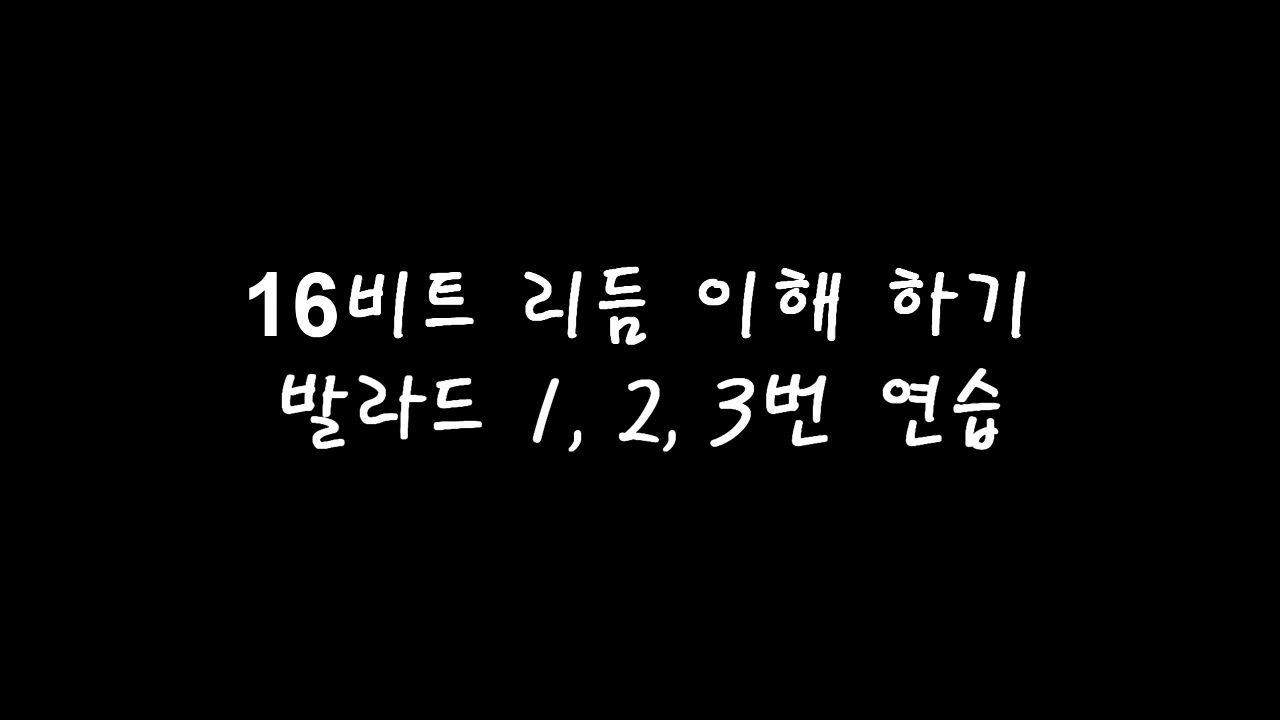 16비트 리듬 이해 하기
발라드 1, 2, 3번 연습